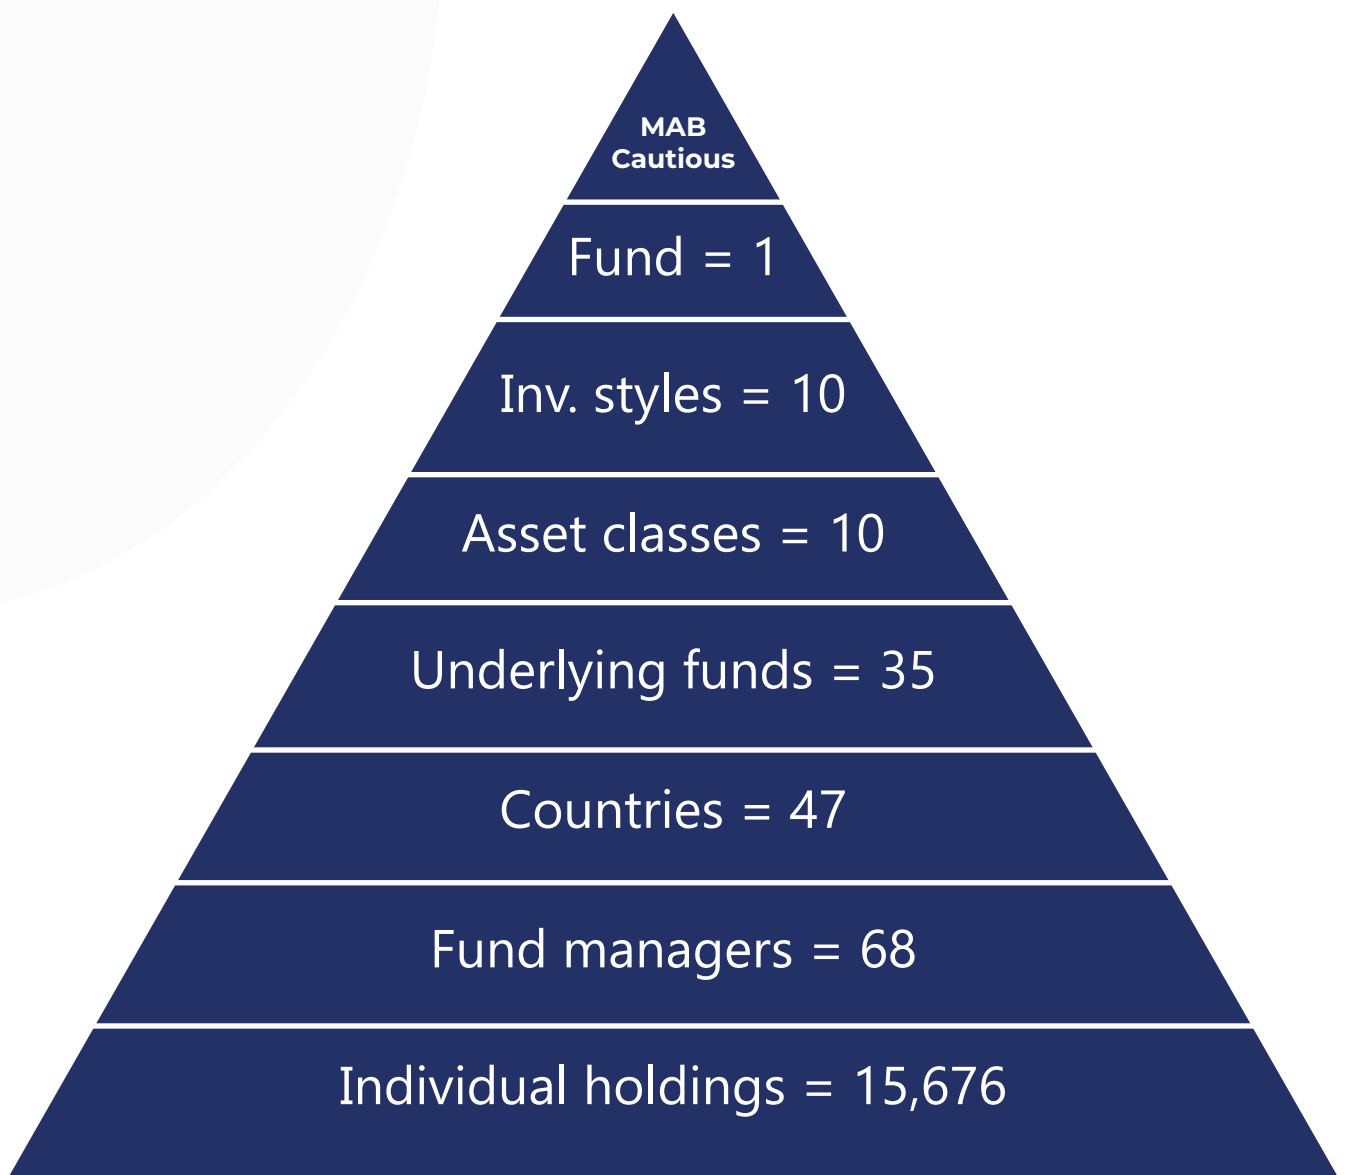 MAB
Cautious
Fund = 1
Inv. styles = 10
Asset classes = 10
Underlying funds = 35
Countries = 47
Fund managers = 68
Individual holdings = 15,676